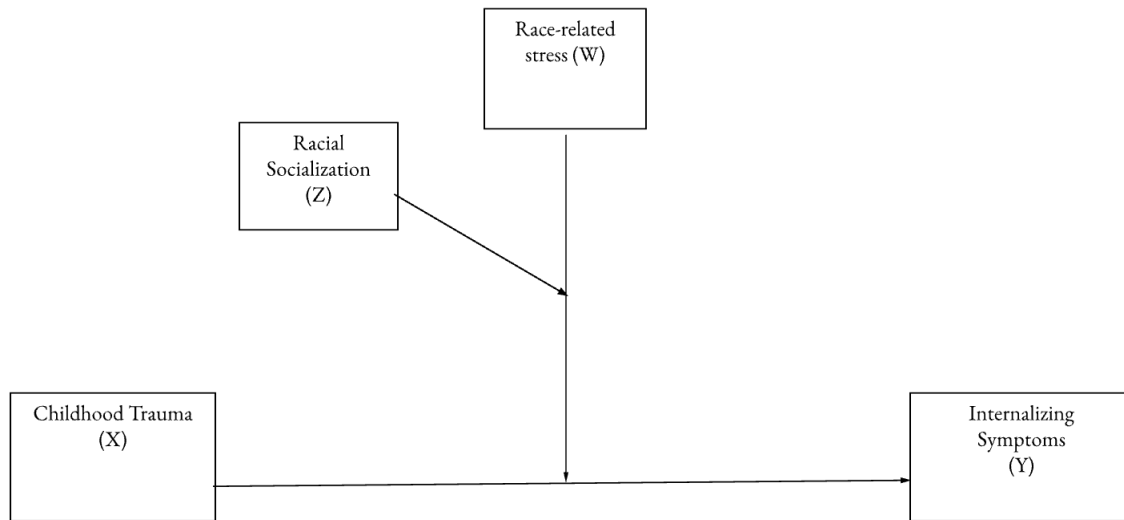 Race-related
stress (W)
Racial
Socialization
(Z)
Childhood Trauma
(X)
Internalizing
Symptoms
(Y)